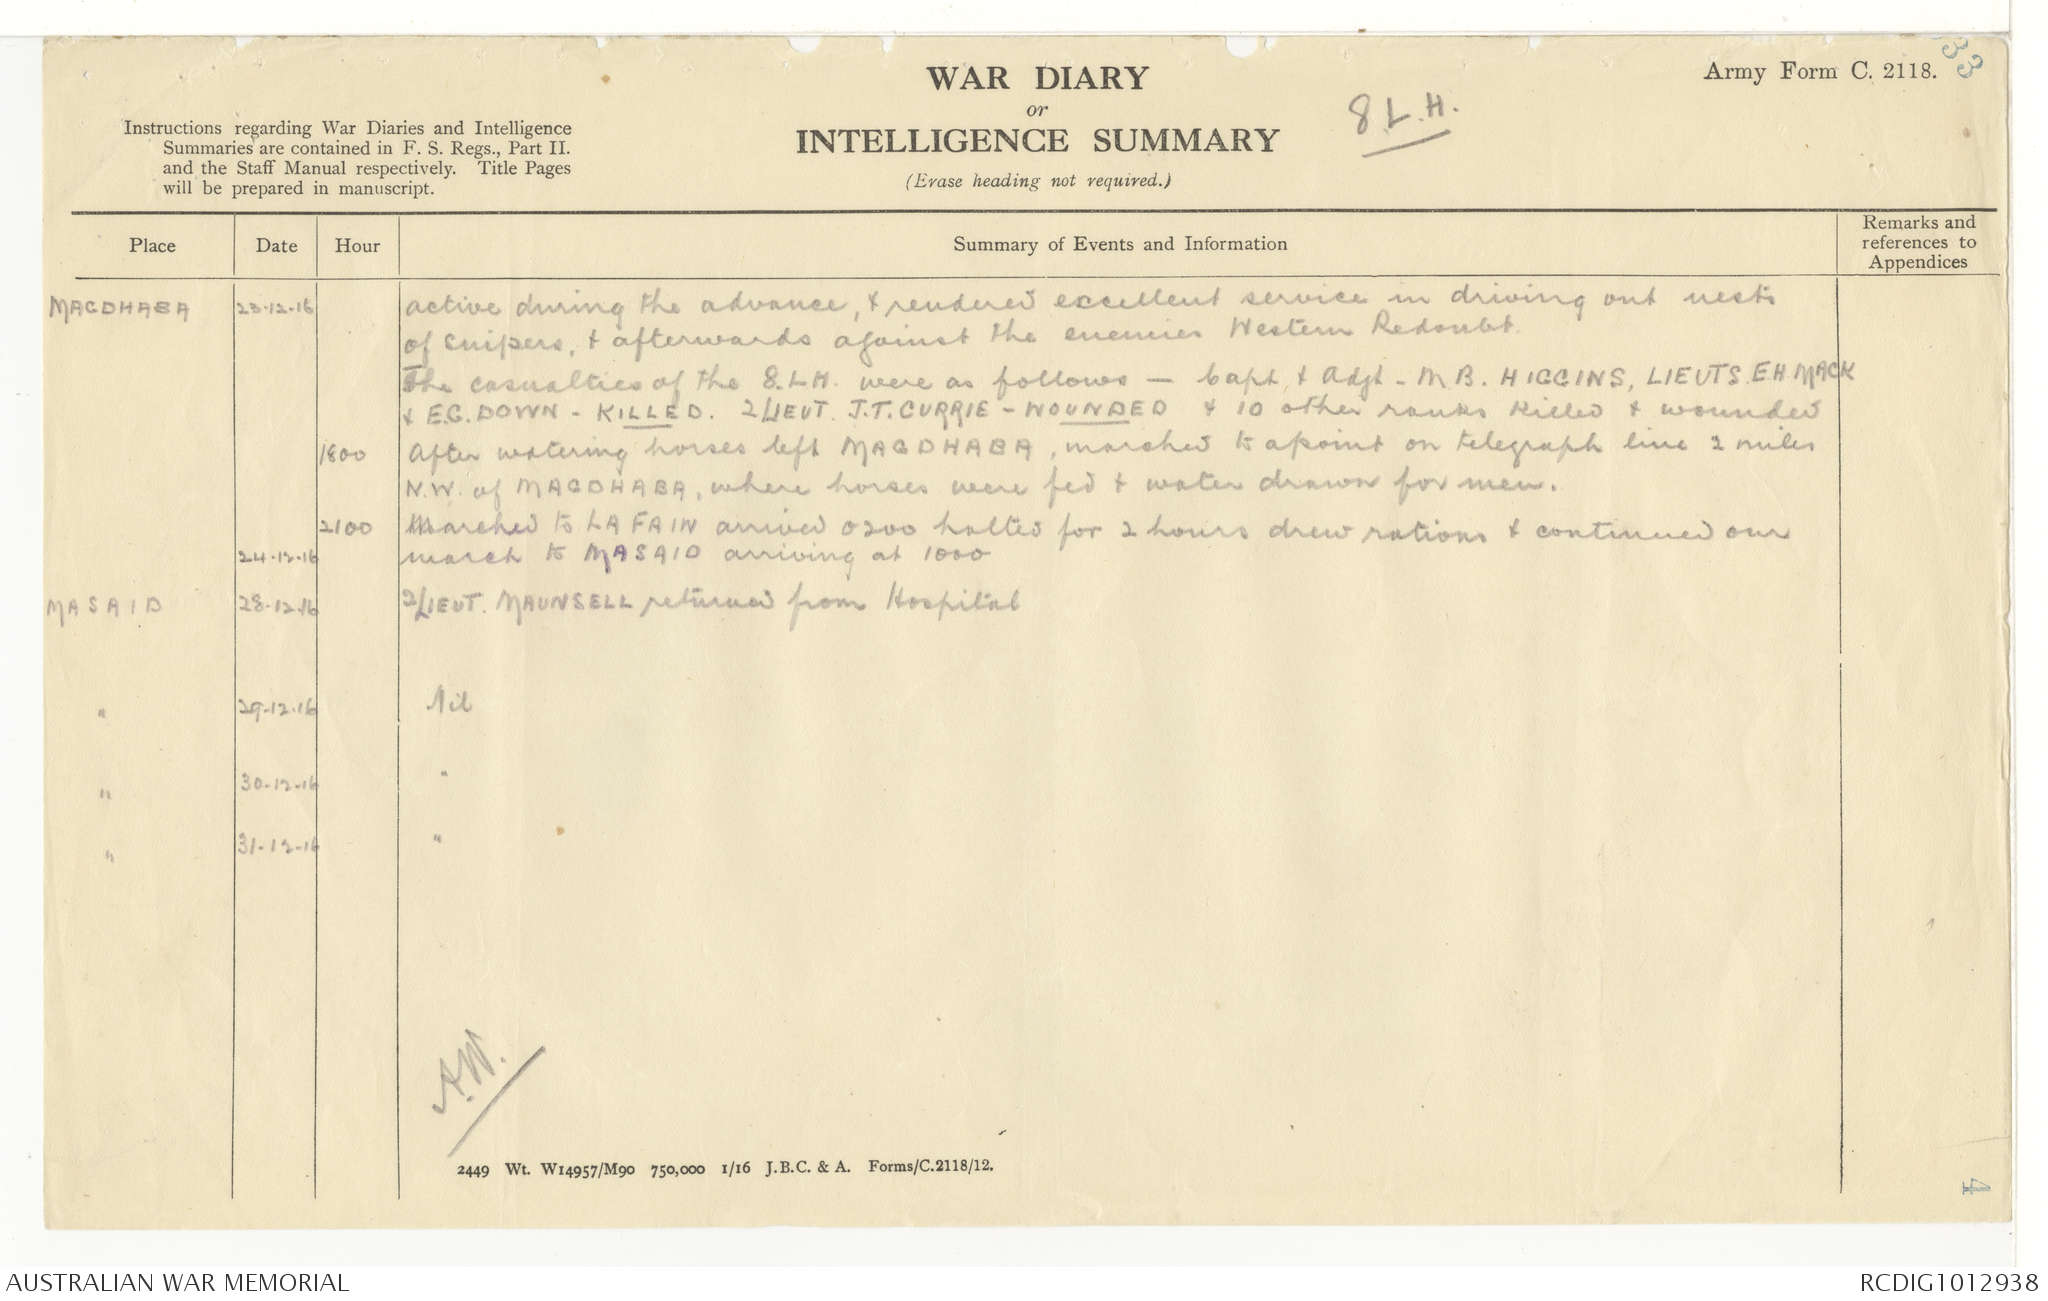 33
Army Form C. 2118.
WAR DIARY
or
INTELLIGENCE SUMMARY
(Erase heading not required.)
8 L.H.
Instructions regarding War Diaries and Intelligence
Summaries are contained in F. S. Regs., Part II.
and the Staff Manual respectively. Title Pages
will be prepared in manuscript.
Place Date Hour Summary of Events and Information Remarks and
references to
Appendices
MAGDHABA 23-12-16 active during the advance, & rendered excellent service in driving out nests
of snipers, & afterwards against the enemies Western Redoubt.
The casualties of the 8.LH. were as follows — Capt & Adjt - M B. HIGGINS, LIEUTS E.H MACK
& E.G. DOWN - KILLED. 2/LIEUT. J.T. CURRIE - WOUNDED & 10 other ranks killed & wounded
1800 After watering horses left MAGDHABA, marched to a point on telegraph line 2 miles
N.W. of MAGDHABA, where horses were fed & water drawn for men.
2100 Marched to LAFAIN arrived 0200 halted for 2 hours drew rations & continued our
24-12-16 march to MASAID arriving at 1000
MASAID 28-12-16 2/LIEUT. MAUNSELL returned from Hospital
" 29-12-16 Nil
" 30-12-16 "
" 31-12-16 "
A.W.
2449 Wt. W14957/M90 750,000 1/16 J.B.C. & A. Forms/C.2118/12.
4
AUSTRALIAN WAR MEMORIAL RCDIG1012938